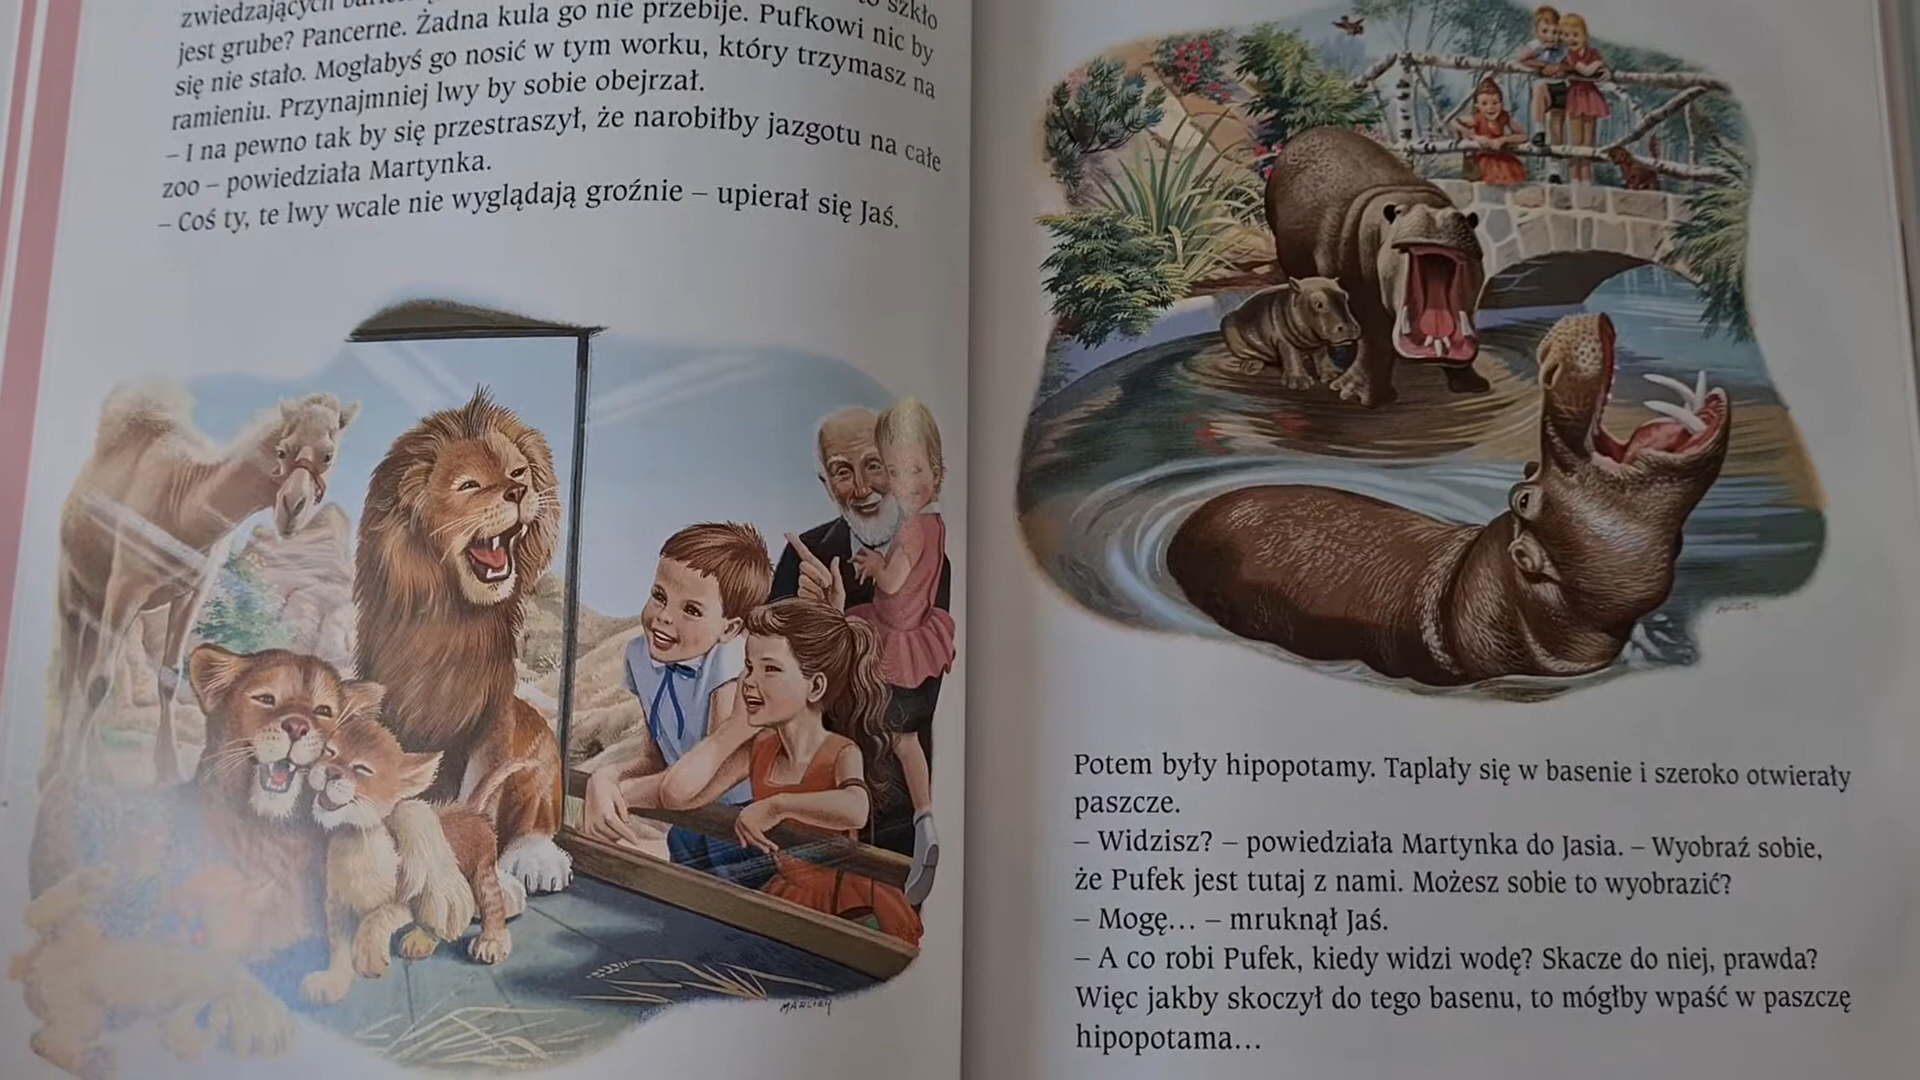 zwiedzających szkło
jest grube? Pancerne. Żadna kula go nie przebije. Pufkowi nic by
się nie stało. Mogłabyś go nosić w tym worku, który trzymasz na
ramieniu. Przynajmniej lwy by sobie obejrzał.
– I na pewno tak by się przestraszył, że narobiłby jazgotu na całe
zoo – powiedziała Martynka.
– Coś ty, te lwy wcale nie wyglądają groźnie – upierał się Jaś.
MARLIER
Potem były hipopotamy. Taplały się w basenie i szeroko otwierały
paszcze.
– Widzisz? – powiedziała Martynka do Jasia. – Wyobraź sobie,
że Pufek jest tutaj z nami. Możesz sobie to wyobrazić?
– Mogę... – mruknął Jaś.
– A co robi Pufek, kiedy widzi wodę? Skacze do niej, prawda?
Więc jakby skoczył do tego basenu, to mógłby wpaść w paszczę
hipopotama...